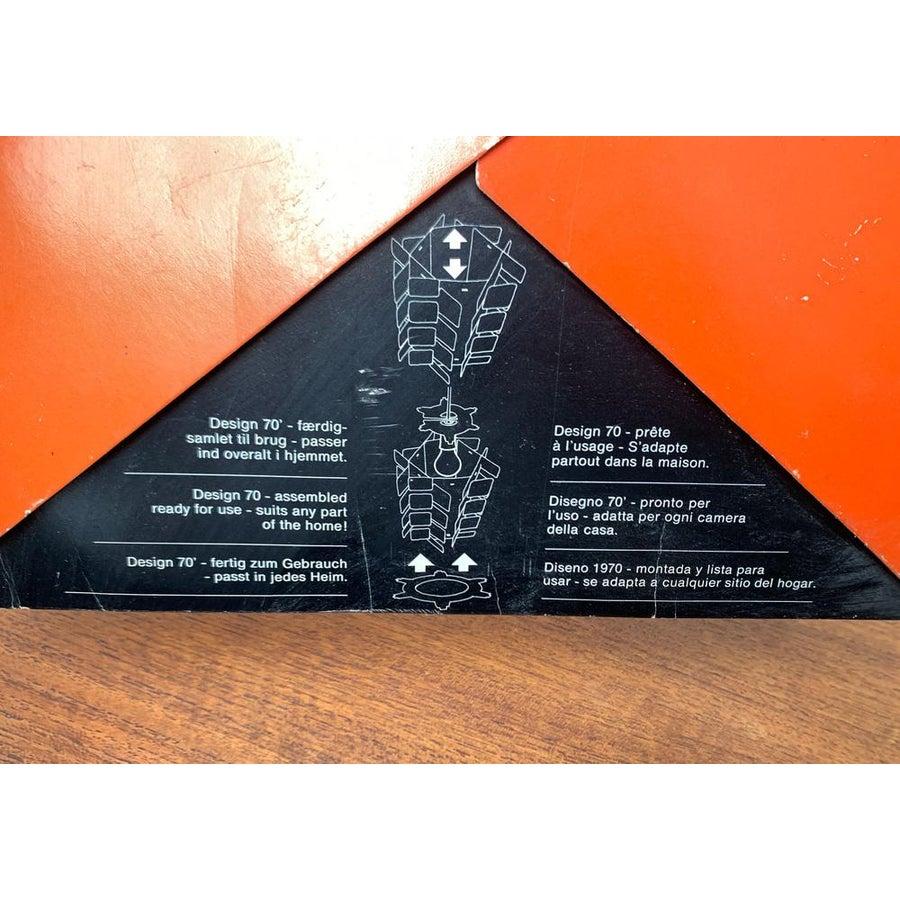 Design 70' - færdig-
samlet til brug - passer
ind overalt i hjemmet.
Design 70 - assembled
ready for use - suits any part
of the home!
Design 70' - fertig zum Gebrauch
- passt in jedes Heim.
Design 70 - prête
à l'usage - S'adapte
partout dans la maison.
Disegno 70' - pronto per
l'uso - adatta per ogni camera
della casa.
Diseno 1970 - montada y lista para
usar - se adapta a cualquier sitio del hogar.